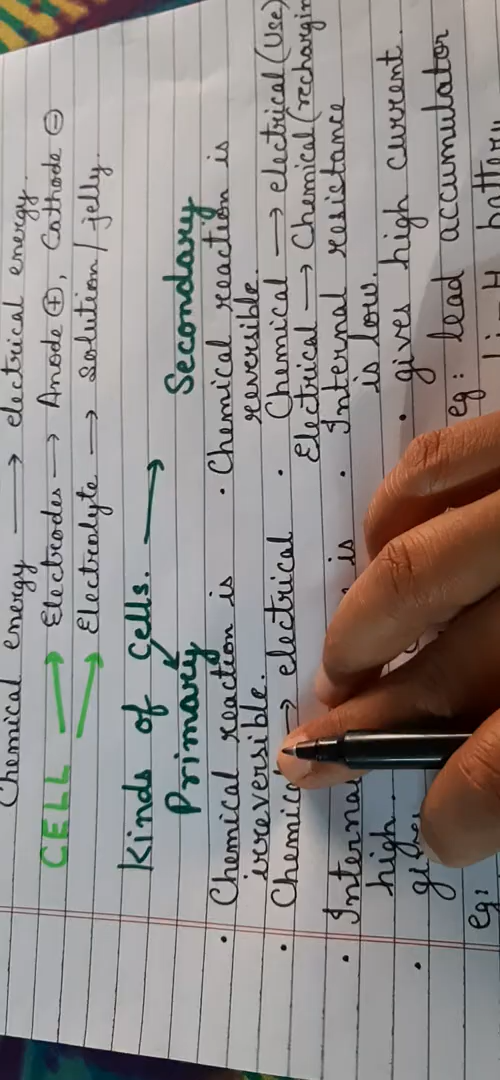 Chemical energy → electrical energy.
CELL → Electrodes → Anode ⊕, Cathode ⊖
→ Electrolyte → Solution/jelly.
Kinds of Cells. →
Primary
• Chemical reaction is
irreversible.
• Chemical → electrical
• Internal is
high.
•
eg:
Secondary
• Chemical reaction is
reversible.
• Chemical → electrical (Use)
Electrical → Chemical (recharging
• Internal resistance
is low.
• gives high current.
eg: lead accumulator
battery